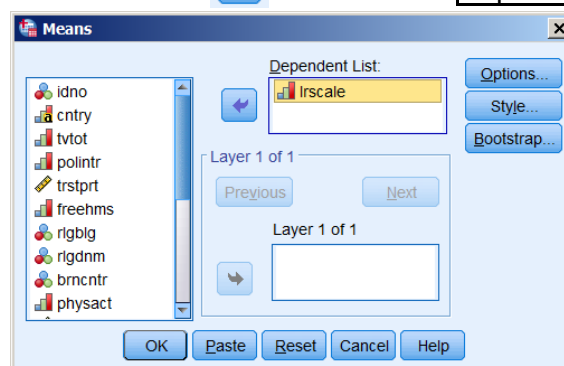 Means
idno
cntry
tvtot
polintr
trstprt
freehms
rlgblg
rlgdnm
brncntr
physact
Dependent List:
lrscale
Layer 1 of 1
Previous
Next
Layer 1 of 1
Options...
Style...
Bootstrap...
OK
Paste
Reset
Cancel
Help